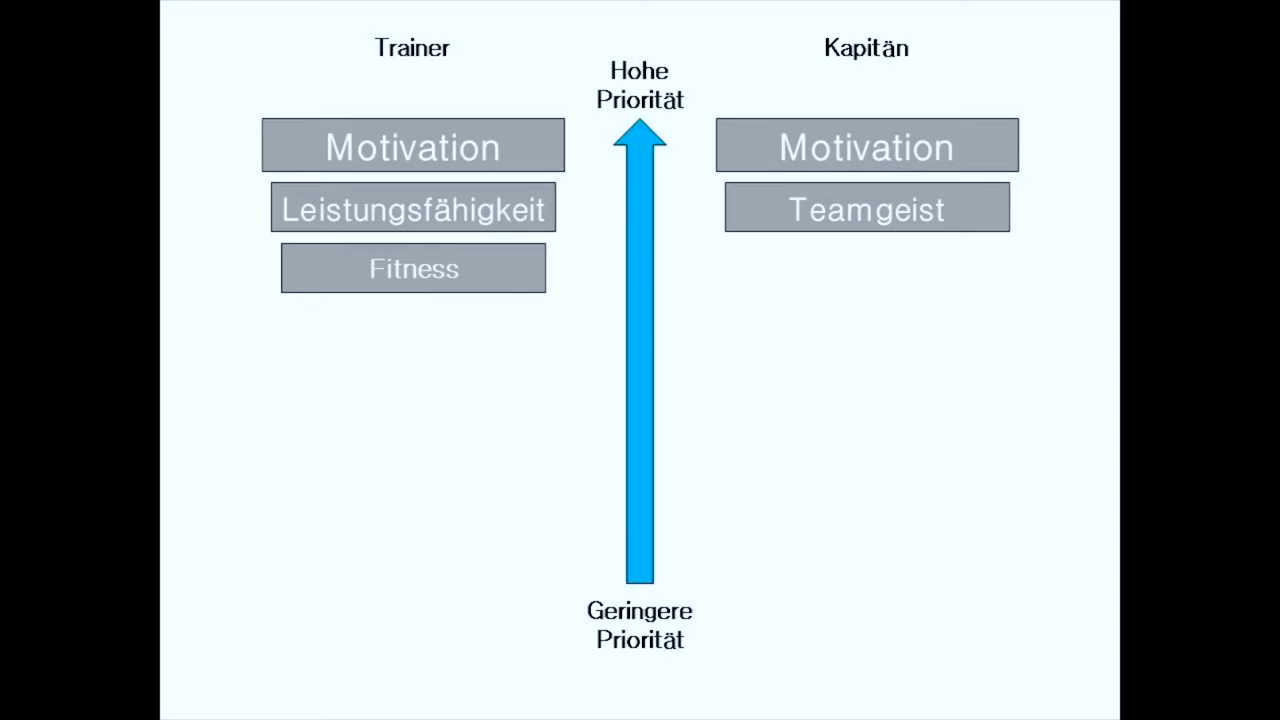 Trainer
Kapitän
Hohe
Priorität
Motivation
Motivation
Leistungsfähigkeit
Teamgeist
Fitness
Geringere
Priorität